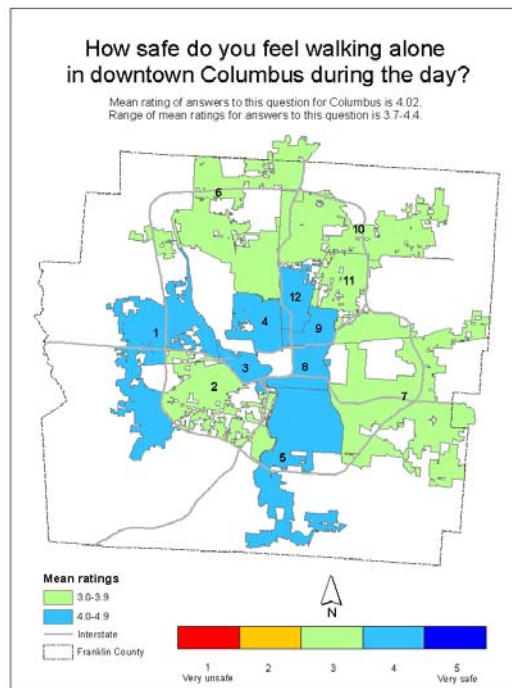 How safe do you feel walking alone
in downtown Columbus during the day?
Mean rating of answers to this question for Columbus is 4.02.
Range of mean ratings for answers to this question is 3.7-4.4.
6
10
11
12
4
9
1
3
8
2
7
5
Mean ratings
3.0-3.9
4.0-4.9
Interstate
Franklin County
N
1 2 3 4 5
Very unsafe Very safe